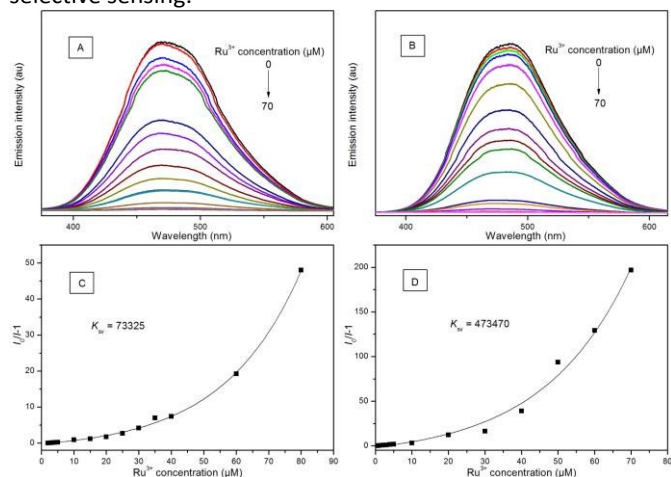 selective sensing.
A
Ru³⁺ concentration (μM)
0
70
Emission intensity (au)
400
500
600
Wavelength (nm)
B
Ru³⁺ concentration (μM)
0
70
Emission intensity (au)
400
500
600
Wavelength (nm)
C
Ksv = 73325
I₀/I-1
50
40
30
20
10
0
0 10 20 30 40 50 60 70 80 90
Ru³⁺ concentration (μM)
D
Ksv = 473470
I₀/I-1
200
150
100
50
0
0 10 20 30 40 50 60 70 80
Ru³⁺ concentration (μM)